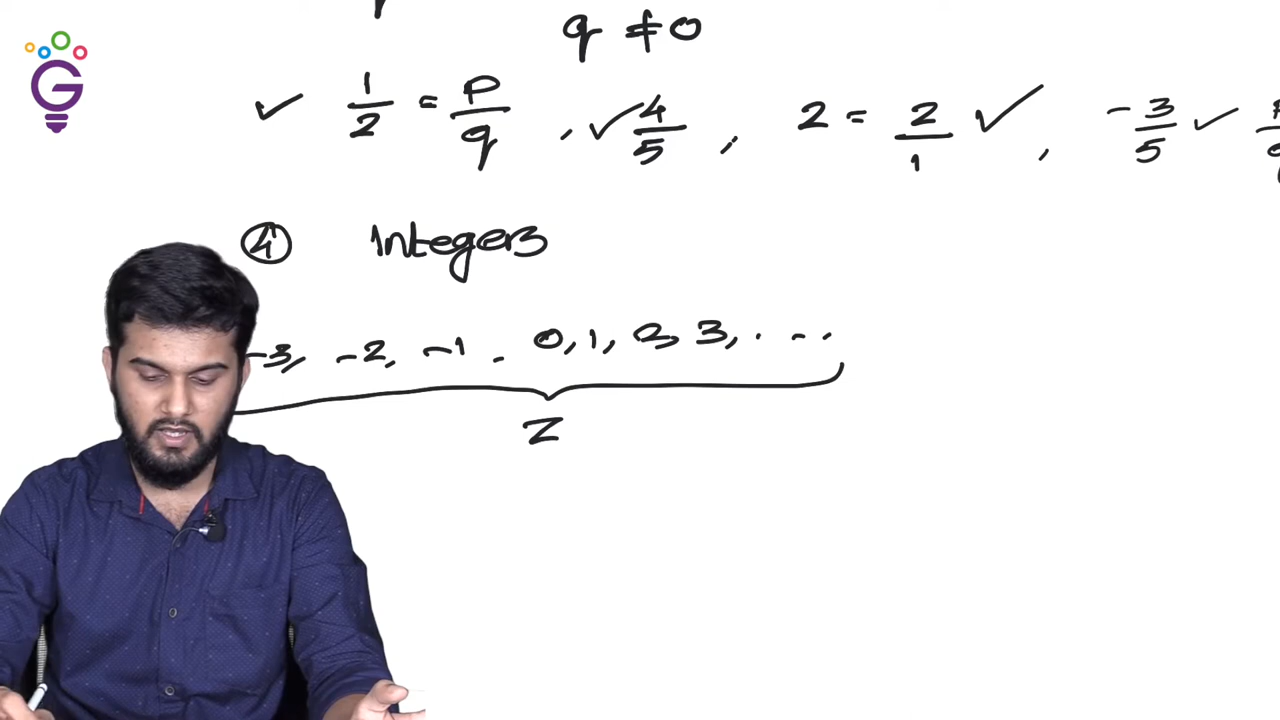 q ≠ 0
✓ 1/2 = p/q , ✓ 4/5 , 2 = 2/1 ✓ , -3/5 ✓
④ Integers
-3, -2, -1, 0, 1, 2, 3, . . . .
Z